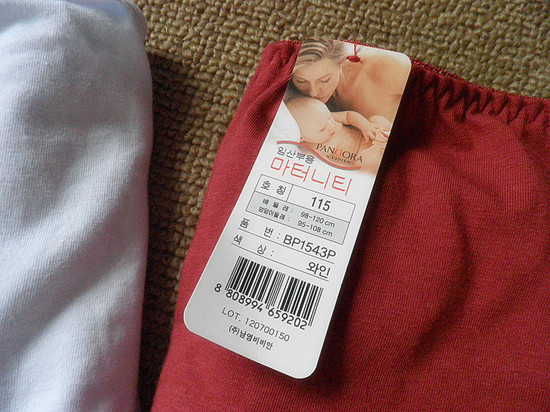 PANDORA
BY VIVIEN
임산부용
마터니티
호 칭 115
배 둘 레 : 98-120 cm
엉덩이둘레 : 95-108 cm
품 번 : BP1543P
색 상 : 와인
8 808994 659202
LOT. 120700150
(주)남영비비안